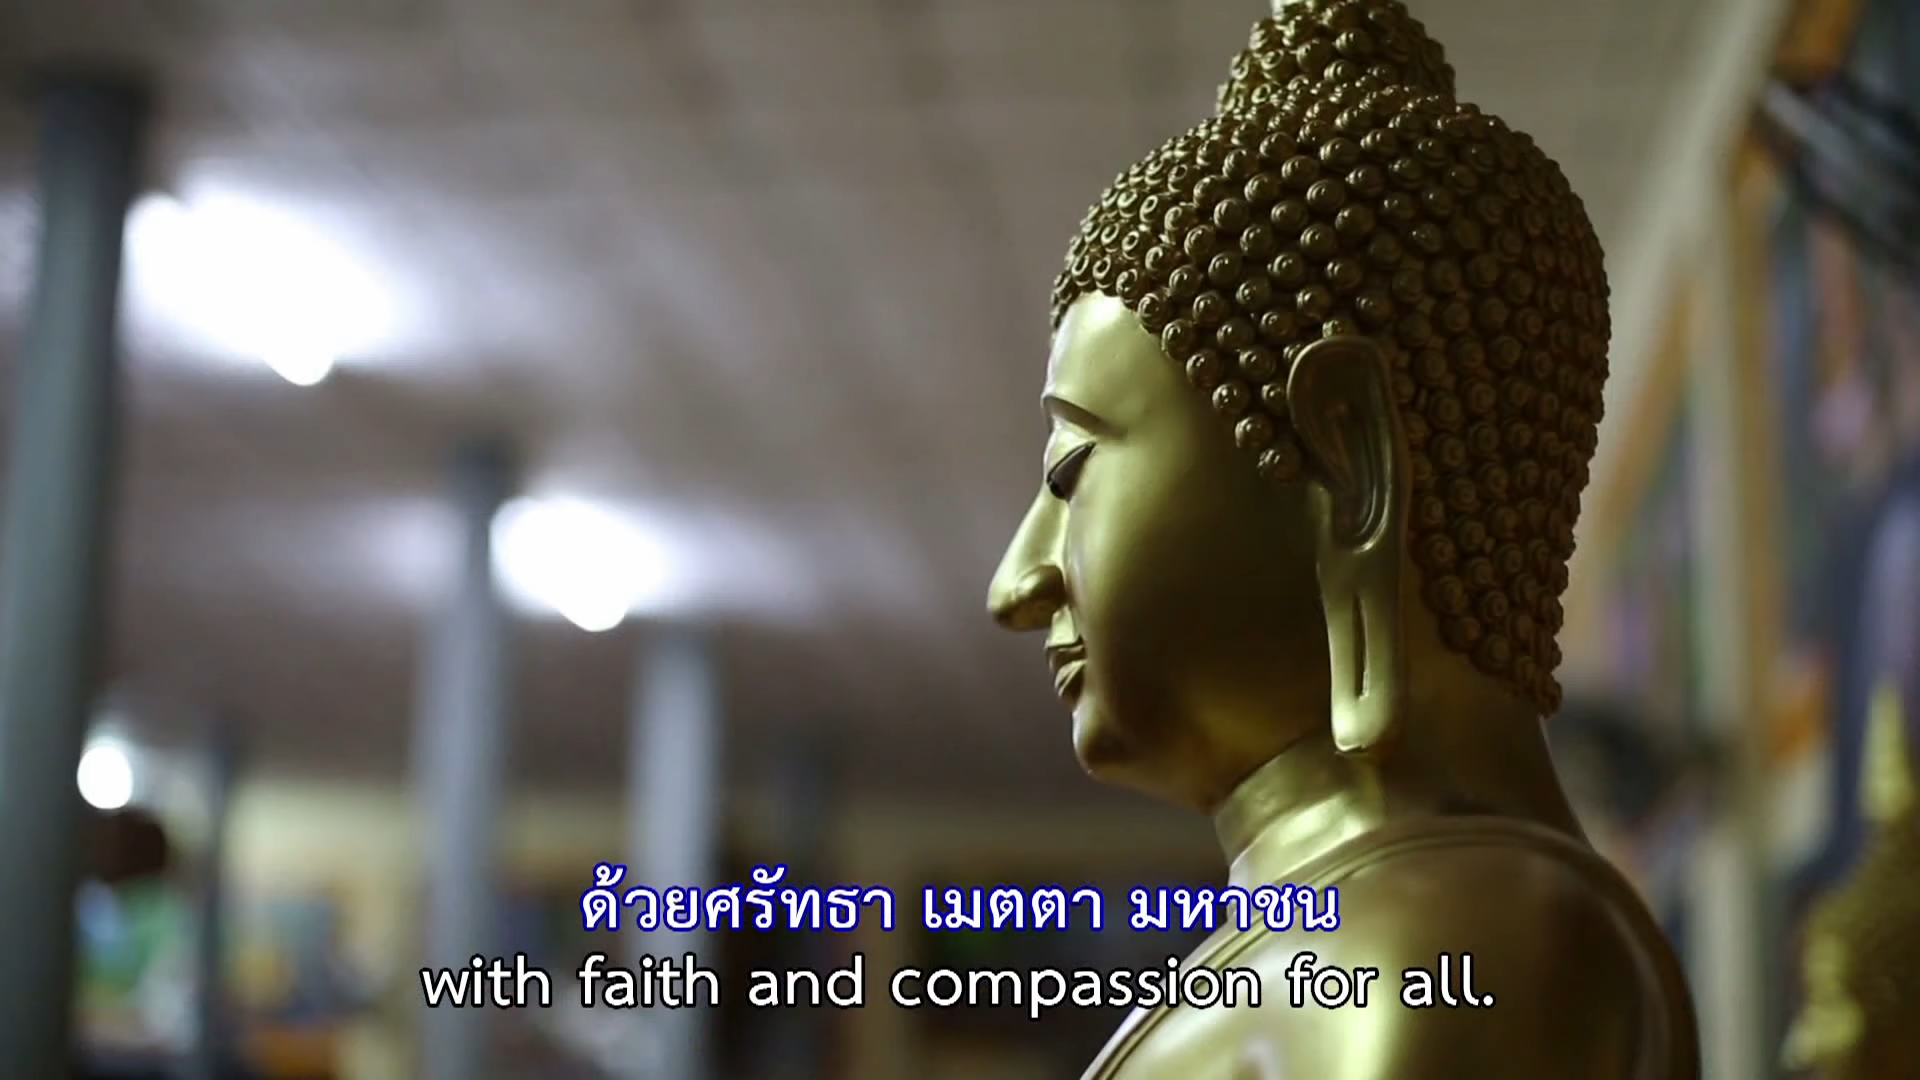 ด้วยศรัทธา เมตตา มหาชน
with faith and compassion for all.